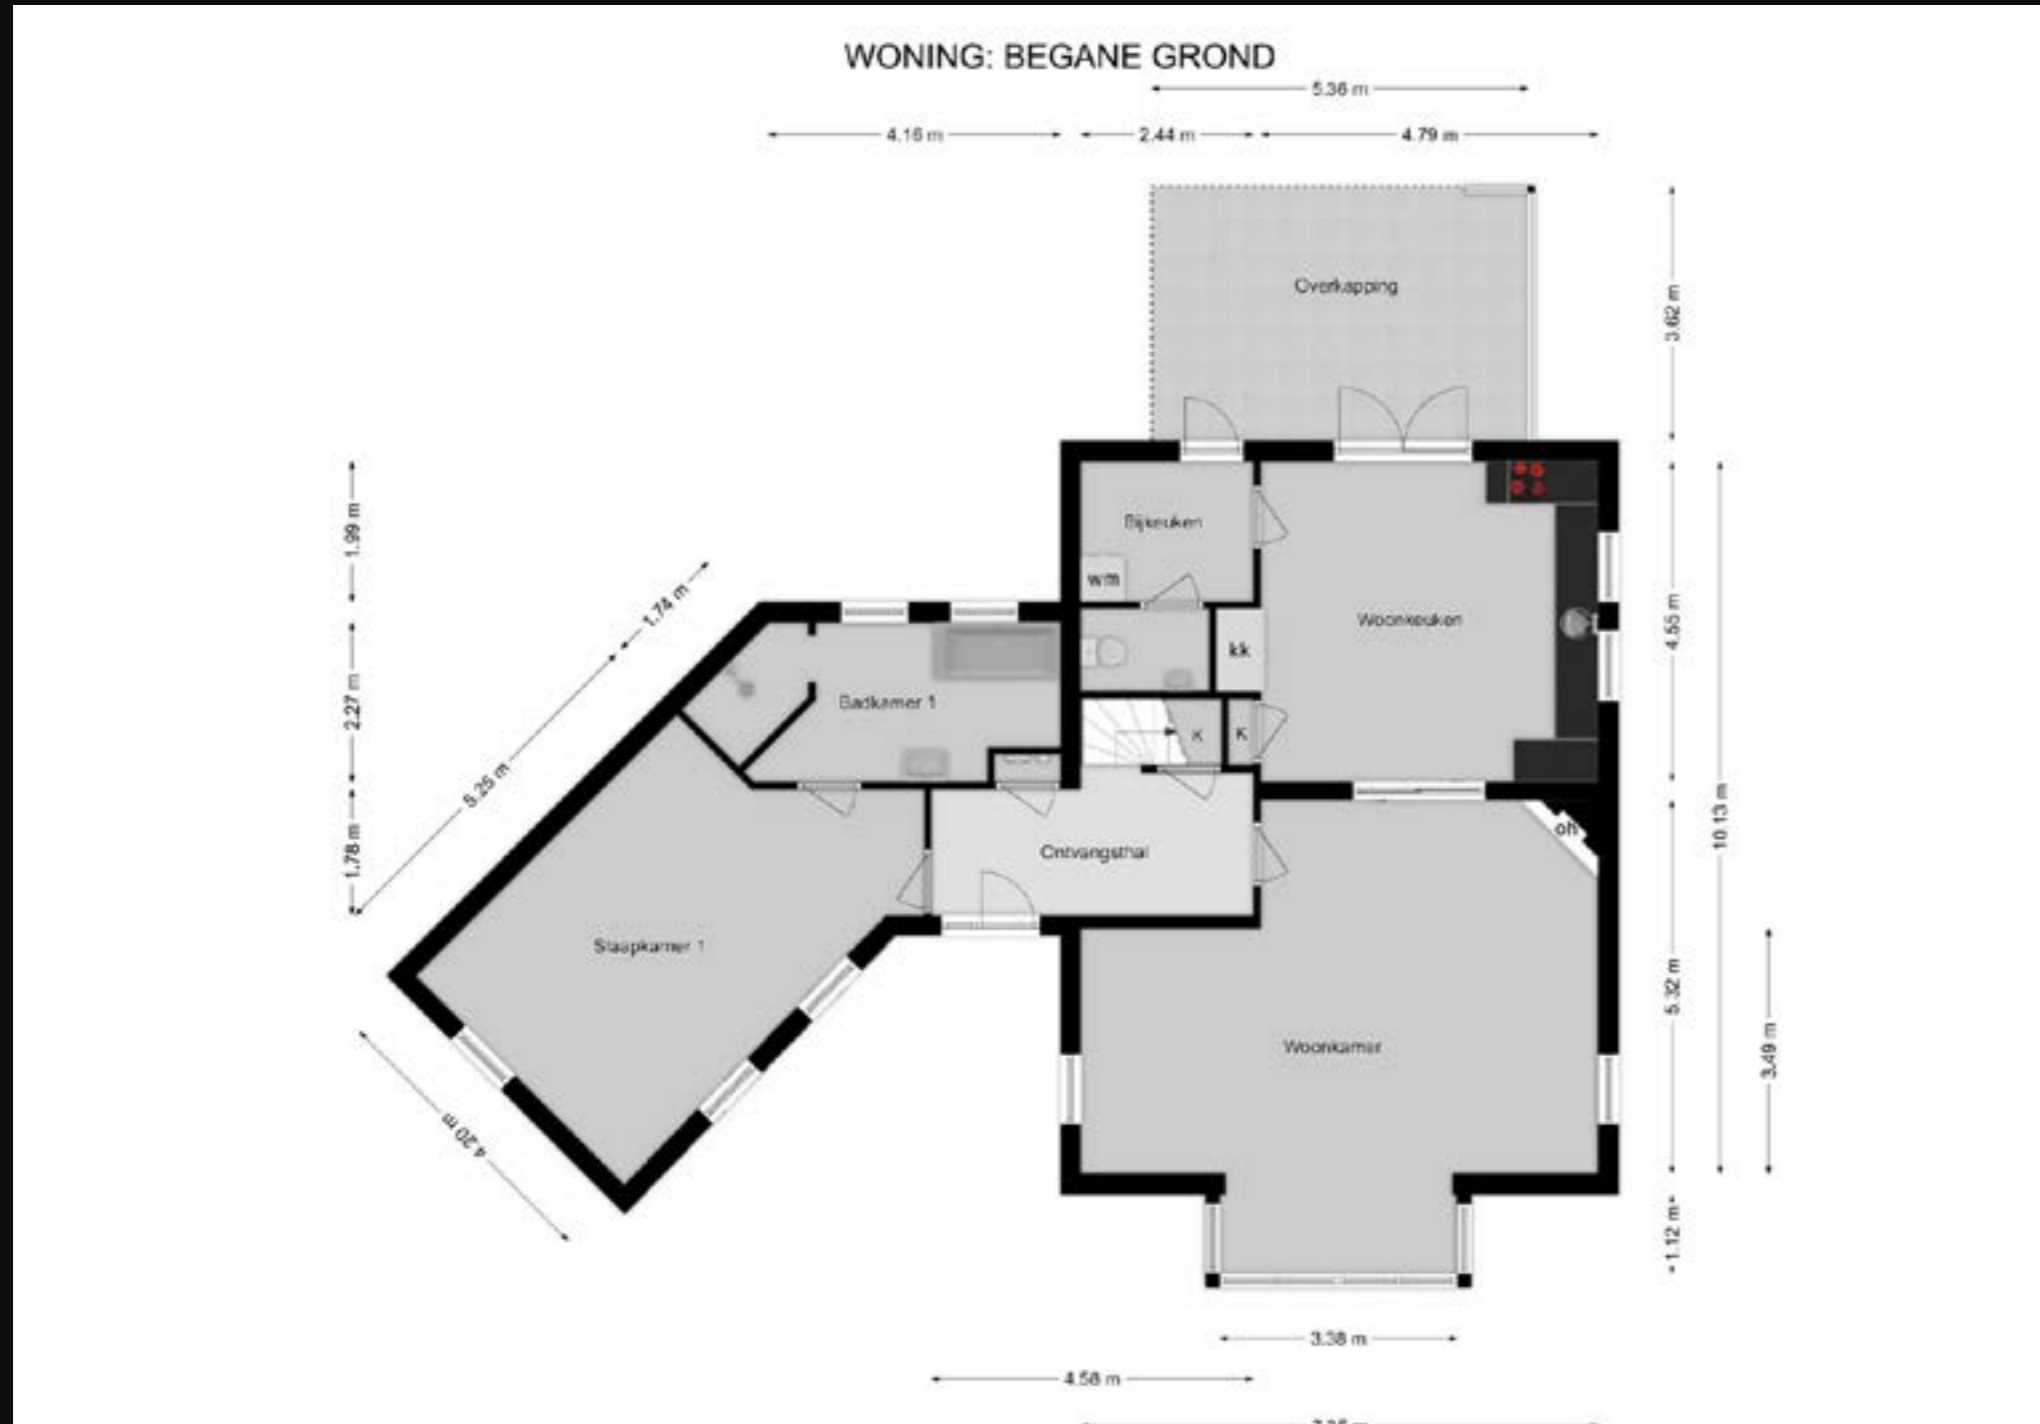 WONING: BEGANE GROND
5.36 m
4.16 m
2.44 m
4.79 m
Overkapping
3.62 m
Bijkeuken
wm
1.99 m
1.74 m
Woonkeuken
4.55 m
kk
Badkamer 1
2.27 m
K
K
5.25 m
10.13 m
oh
1.78 m
Ontvangsthal
Slaapkamer 1
5.32 m
Woonkamer
3.49 m
4.20 m
1.12 m
3.38 m
4.58 m